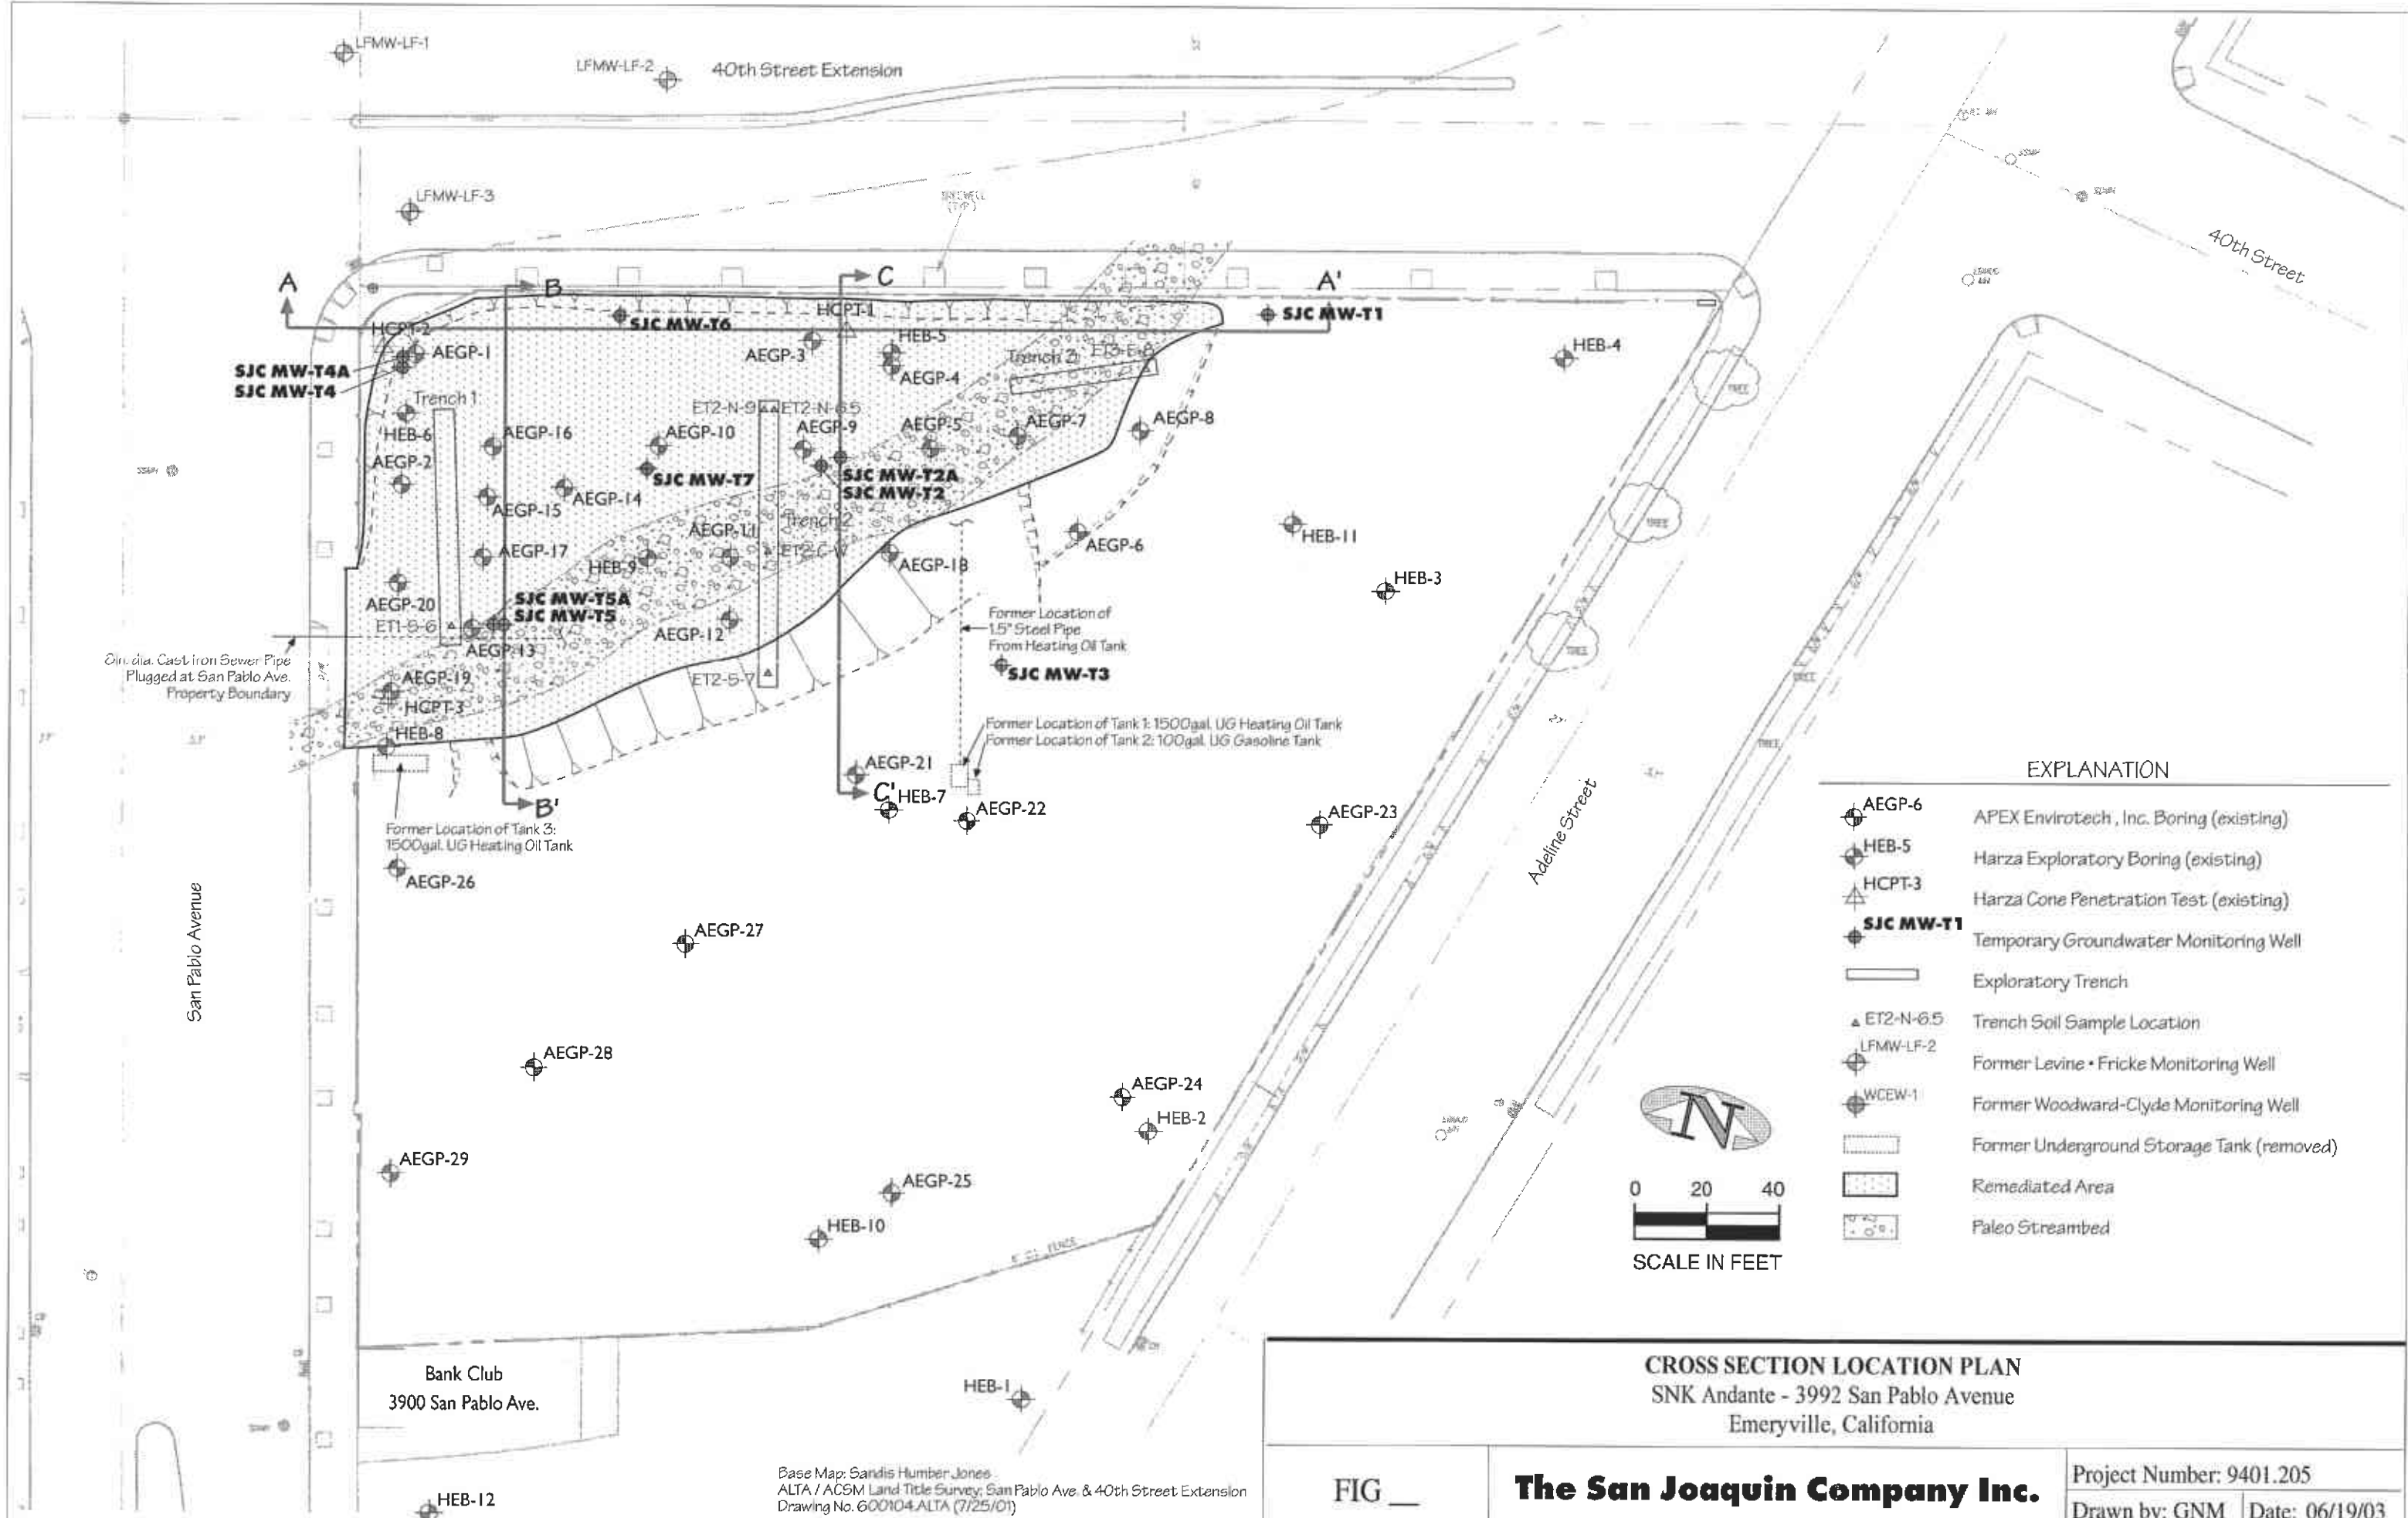 LFMW-LF-1
LFMW-LF-2
40th Street Extension
LFMW-LF-3
40th Street
A
B
C
A'
HCPT-1
HCPT-2
SJC MW-T6
SJC MW-T1
HEB-5
HEB-4
AEGP-1
AEGP-3
AEGP-4
SJC MW-T4A
SJC MW-T4
Trench 3
Trench 1
HEB-6
ET2-N-9
ET2-N-6.5
AEGP-16
AEGP-10
AEGP-9
AEGP-5
AEGP-7
AEGP-8
AEGP-2
SJC MW-T7
SJC MW-T2A
SJC MW-T2
AEGP-15
AEGP-14
AEGP-11
Trench 2
ET2-C-W
AEGP-17
HEB-9
AEGP-18
AEGP-6
HEB-11
HEB-3
AEGP-20
ET1-S-6
SJC MW-T5A
SJC MW-T5
AEGP-13
AEGP-12
ET2-S-7
Former Location of
1.5" Steel Pipe
From Heating Oil Tank
SJC MW-T3
dia. Cast iron Sewer Pipe
Plugged at San Pablo Ave.
Property Boundary
AEGP-19
HCPT-3
HEB-8
Former Location of Tank 1: 1500gal. UG Heating Oil Tank
Former Location of Tank 2: 100gal. UG Gasoline Tank
AEGP-21
C'
HEB-7
AEGP-22
AEGP-23
B'
Former Location of Tank 3:
1500gal. UG Heating Oil Tank
AEGP-26
San Pablo Avenue
Adeline Street
TREE
TREE
TREE
TREE
TREE
AEGP-27
AEGP-28
AEGP-24
HEB-2
AEGP-29
AEGP-25
HEB-10
FENCE
Bank Club
3900 San Pablo Ave.
HEB-1
HEB-12
EXPLANATION
AEGP-6 APEX Envirotech, Inc. Boring (existing)
HEB-5 Harza Exploratory Boring (existing)
HCPT-3 Harza Cone Penetration Test (existing)
SJC MW-T1 Temporary Groundwater Monitoring Well
Exploratory Trench
ET2-N-6.5 Trench Soil Sample Location
LFMW-LF-2 Former Levine • Fricke Monitoring Well
WCEW-1 Former Woodward-Clyde Monitoring Well
Former Underground Storage Tank (removed)
Remediated Area
Paleo Streambed
N
0 20 40
SCALE IN FEET
Base Map: Sandis Humber Jones
ALTA / ACSM Land Title Survey; San Pablo Ave. & 40th Street Extension
Drawing No. 600104.ALTA (7/25/01)
CROSS SECTION LOCATION PLAN
SNK Andante - 3992 San Pablo Avenue
Emeryville, California
FIG __
The San Joaquin Company Inc.
Project Number: 9401.205
Drawn by: GNM Date: 06/19/03